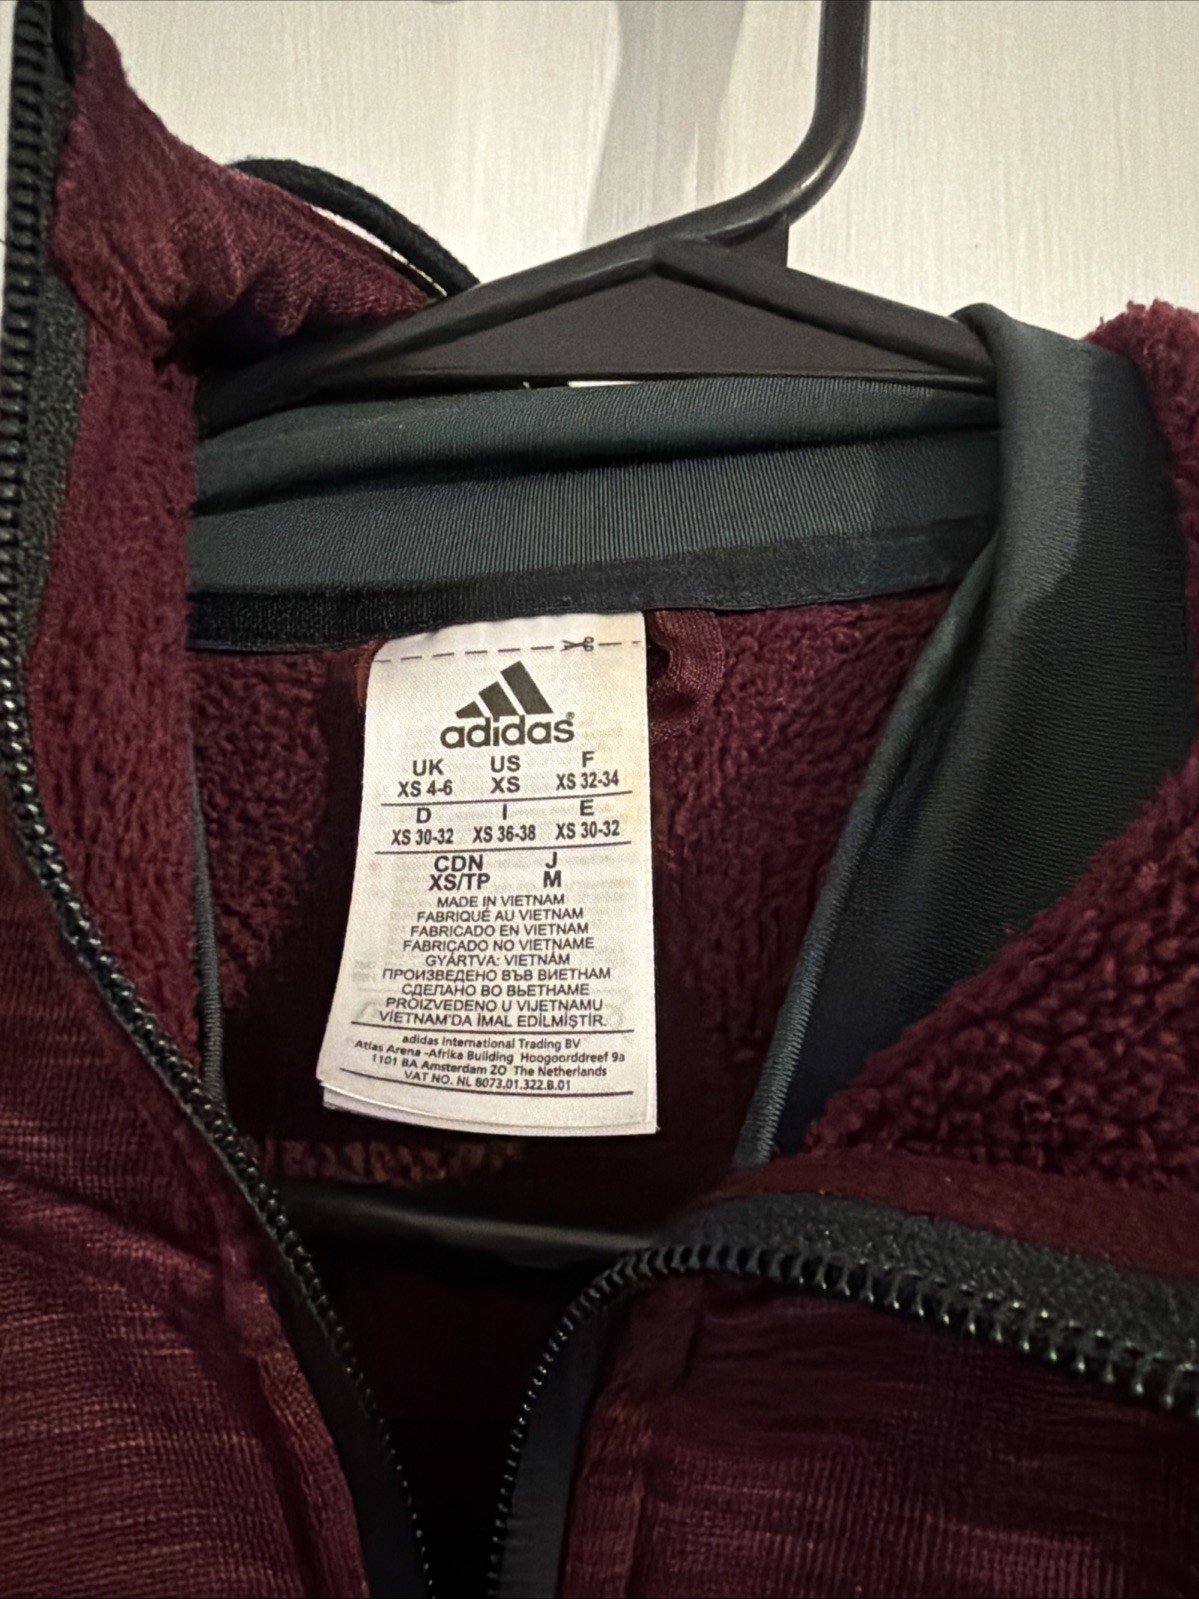 adidas®
UK US F
XS 4-6 XS XS 32-34
D I E
XS 30-32 XS 36-38 XS 30-32
CDN J
XS/TP M
MADE IN VIETNAM
FABRIQUÉ AU VIETNAM
FABRICADO EN VIETNAM
FABRICADO NO VIETNAME
GYÁRTVA: VIETNÁM
ПРОИЗВЕДЕНО ВЪВ ВИЕТНАМ
СДЕЛАНО ВО ВЬЕТНАМЕ
PROIZVEDENO U VIJETNAMU
VİETNAM'DA İMAL EDİLMİŞTİR.
adidas International Trading BV
Atlas Arena -Afrika Building Hoogoorddreef 9a
1101 BA Amsterdam ZO The Netherlands
VAT NO. NL 8073.01.322.B.01